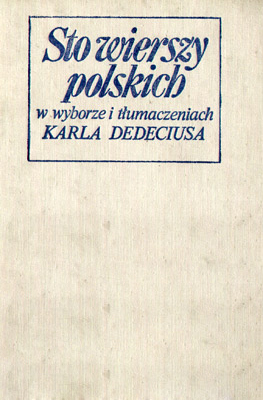 Sto wierszy
polskich
w wyborze i tłumaczeniach
KARLA DEDECIUSA